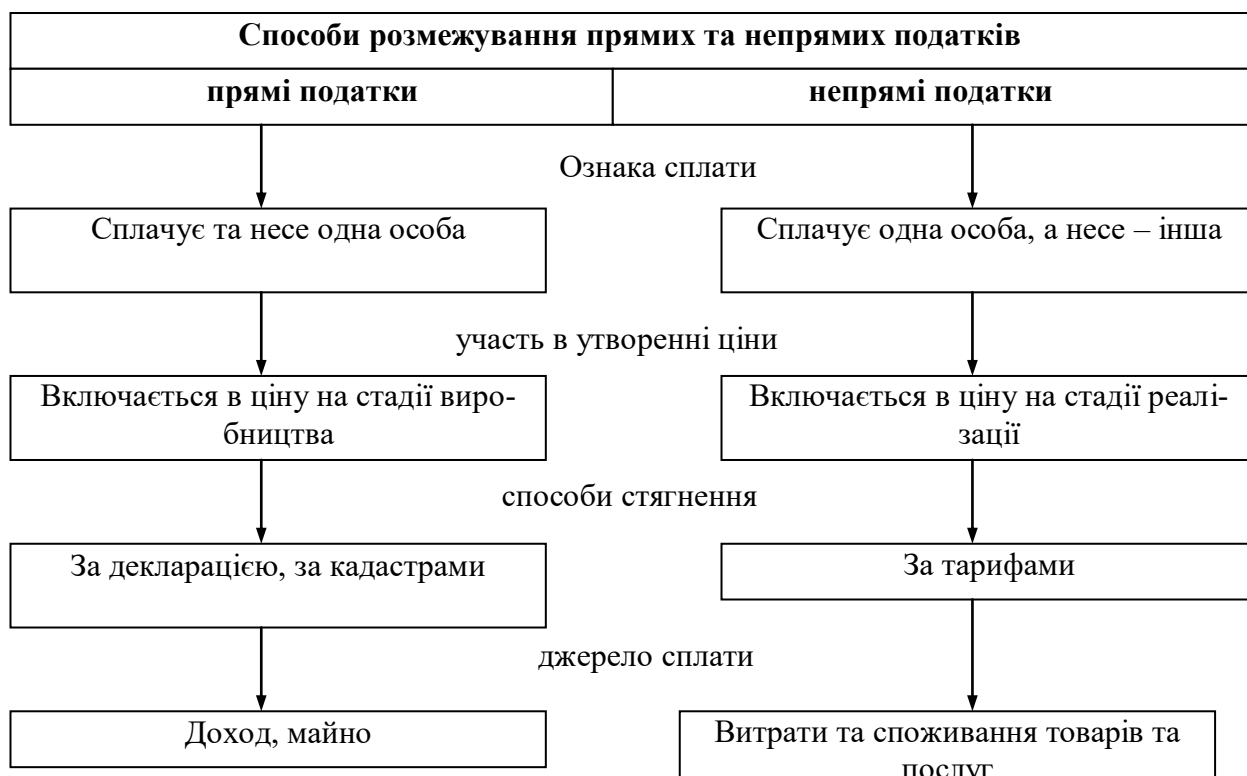 Способи розмежування прямих та непрямих податків
прямі податки
непрямі податки
Ознака сплати
Сплачує та несе одна особа
Сплачує одна особа, а несе – інша
участь в утворенні ціни
Включається в ціну на стадії виро-
бництва
Включається в ціну на стадії реалі-
зації
способи стягнення
За декларацією, за кадастрами
За тарифами
джерело сплати
Доход, майно
Витрати та споживання товарів та
послуг